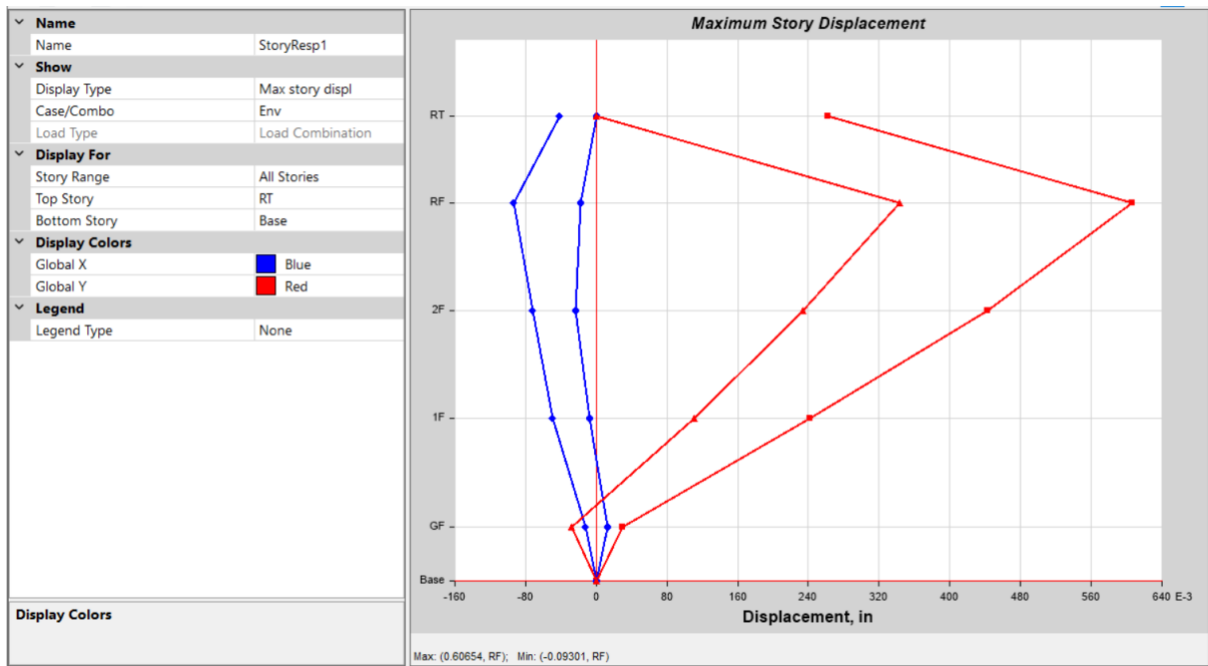 Name
Name StoryResp1
Show
Display Type Max story displ
Case/Combo Env
Load Type Load Combination
Display For
Story Range All Stories
Top Story RT
Bottom Story Base
Display Colors
Global X Blue
Global Y Red
Legend
Legend Type None
Display Colors
Maximum Story Displacement
RT
RF
2F
1F
GF
Base
-160 -80 0 80 160 240 320 400 480 560 640 E-3
Displacement, in
Max: (0.60654, RF); Min: (-0.09301, RF)